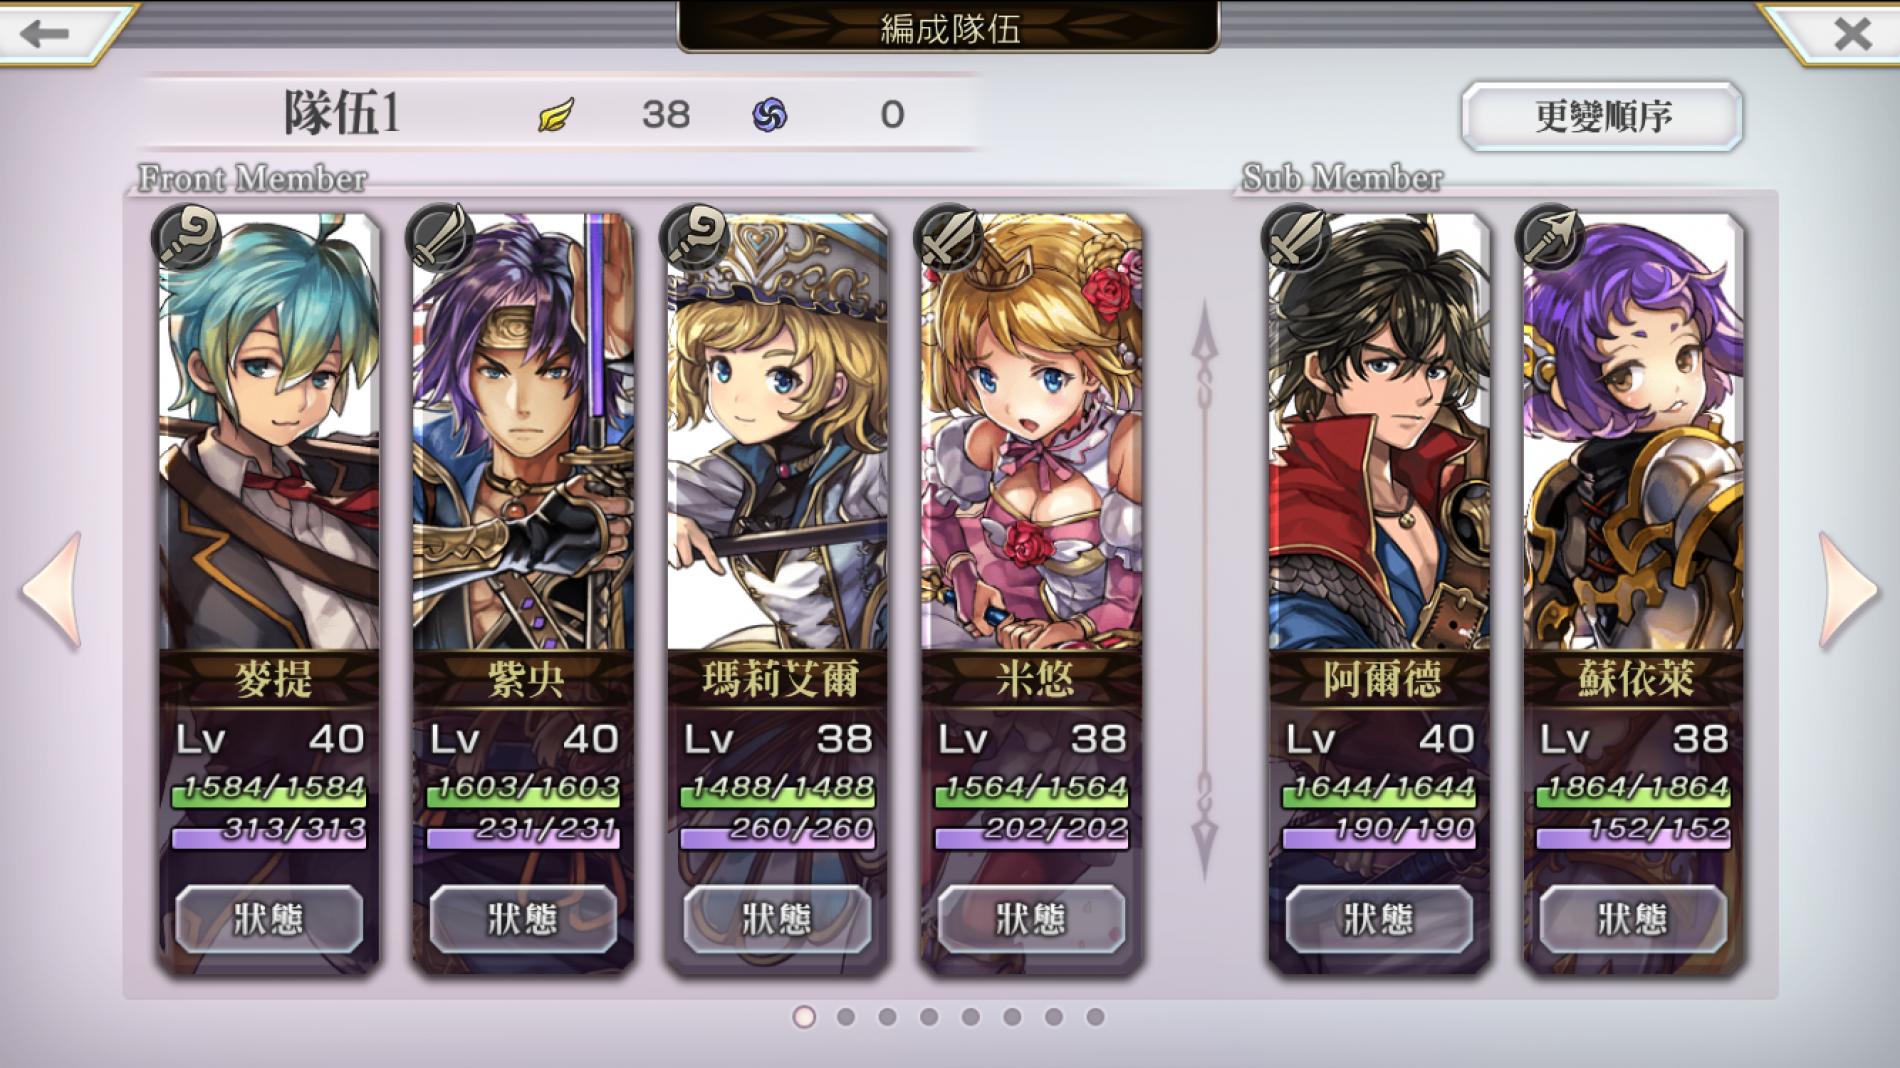 編成隊伍
隊伍1 38 0
更變順序
Front Member
Sub Member
麥提
Lv 40
1584/1584
313/313
狀態
紫央
Lv 40
1603/1603
231/231
狀態
瑪莉艾爾
Lv 38
1488/1488
260/260
狀態
米悠
Lv 38
1564/1564
202/202
狀態
阿爾德
Lv 40
1644/1644
190/190
狀態
蘇依萊
Lv 38
1864/1864
152/152
狀態